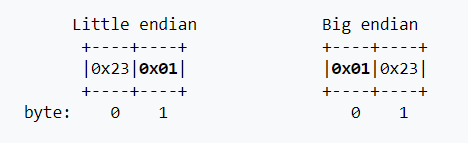 Little endian Big endian
+----+----+ +----+----+
|0x23|0x01| |0x01|0x23|
+----+----+ +----+----+
byte: 0 1 0 1